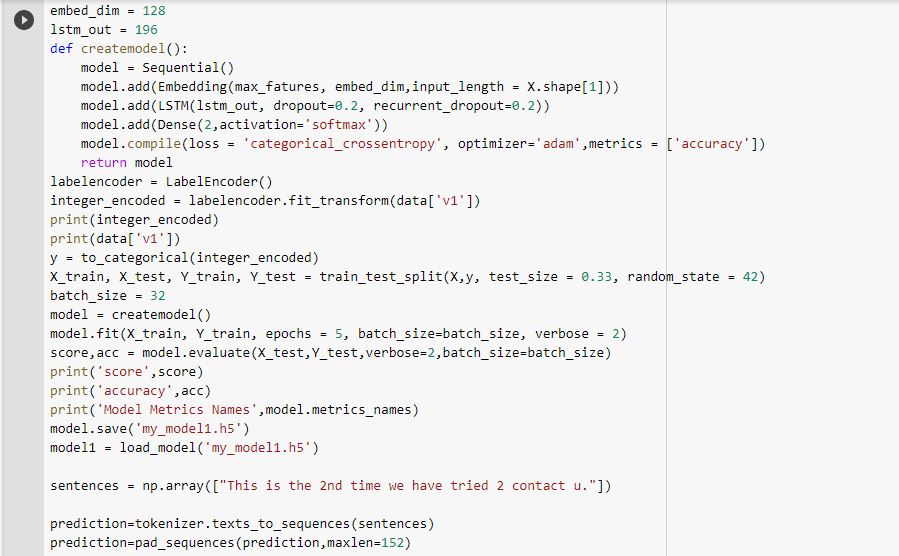 embed_dim = 128
lstm_out = 196
def createmodel():
    model = Sequential()
    model.add(Embedding(max_fatures, embed_dim,input_length = X.shape[1]))
    model.add(LSTM(lstm_out, dropout=0.2, recurrent_dropout=0.2))
    model.add(Dense(2,activation='softmax'))
    model.compile(loss = 'categorical_crossentropy', optimizer='adam',metrics = ['accuracy'])
    return model
labelencoder = LabelEncoder()
integer_encoded = labelencoder.fit_transform(data['v1'])
print(integer_encoded)
print(data['v1'])
y = to_categorical(integer_encoded)
X_train, X_test, Y_train, Y_test = train_test_split(X,y, test_size = 0.33, random_state = 42)
batch_size = 32
model = createmodel()
model.fit(X_train, Y_train, epochs = 5, batch_size=batch_size, verbose = 2)
score,acc = model.evaluate(X_test,Y_test,verbose=2,batch_size=batch_size)
print('score',score)
print('accuracy',acc)
print('Model Metrics Names',model.metrics_names)
model.save('my_model1.h5')
model1 = load_model('my_model1.h5')

sentences = np.array(["This is the 2nd time we have tried 2 contact u."])

prediction=tokenizer.texts_to_sequences(sentences)
prediction=pad_sequences(prediction,maxlen=152)